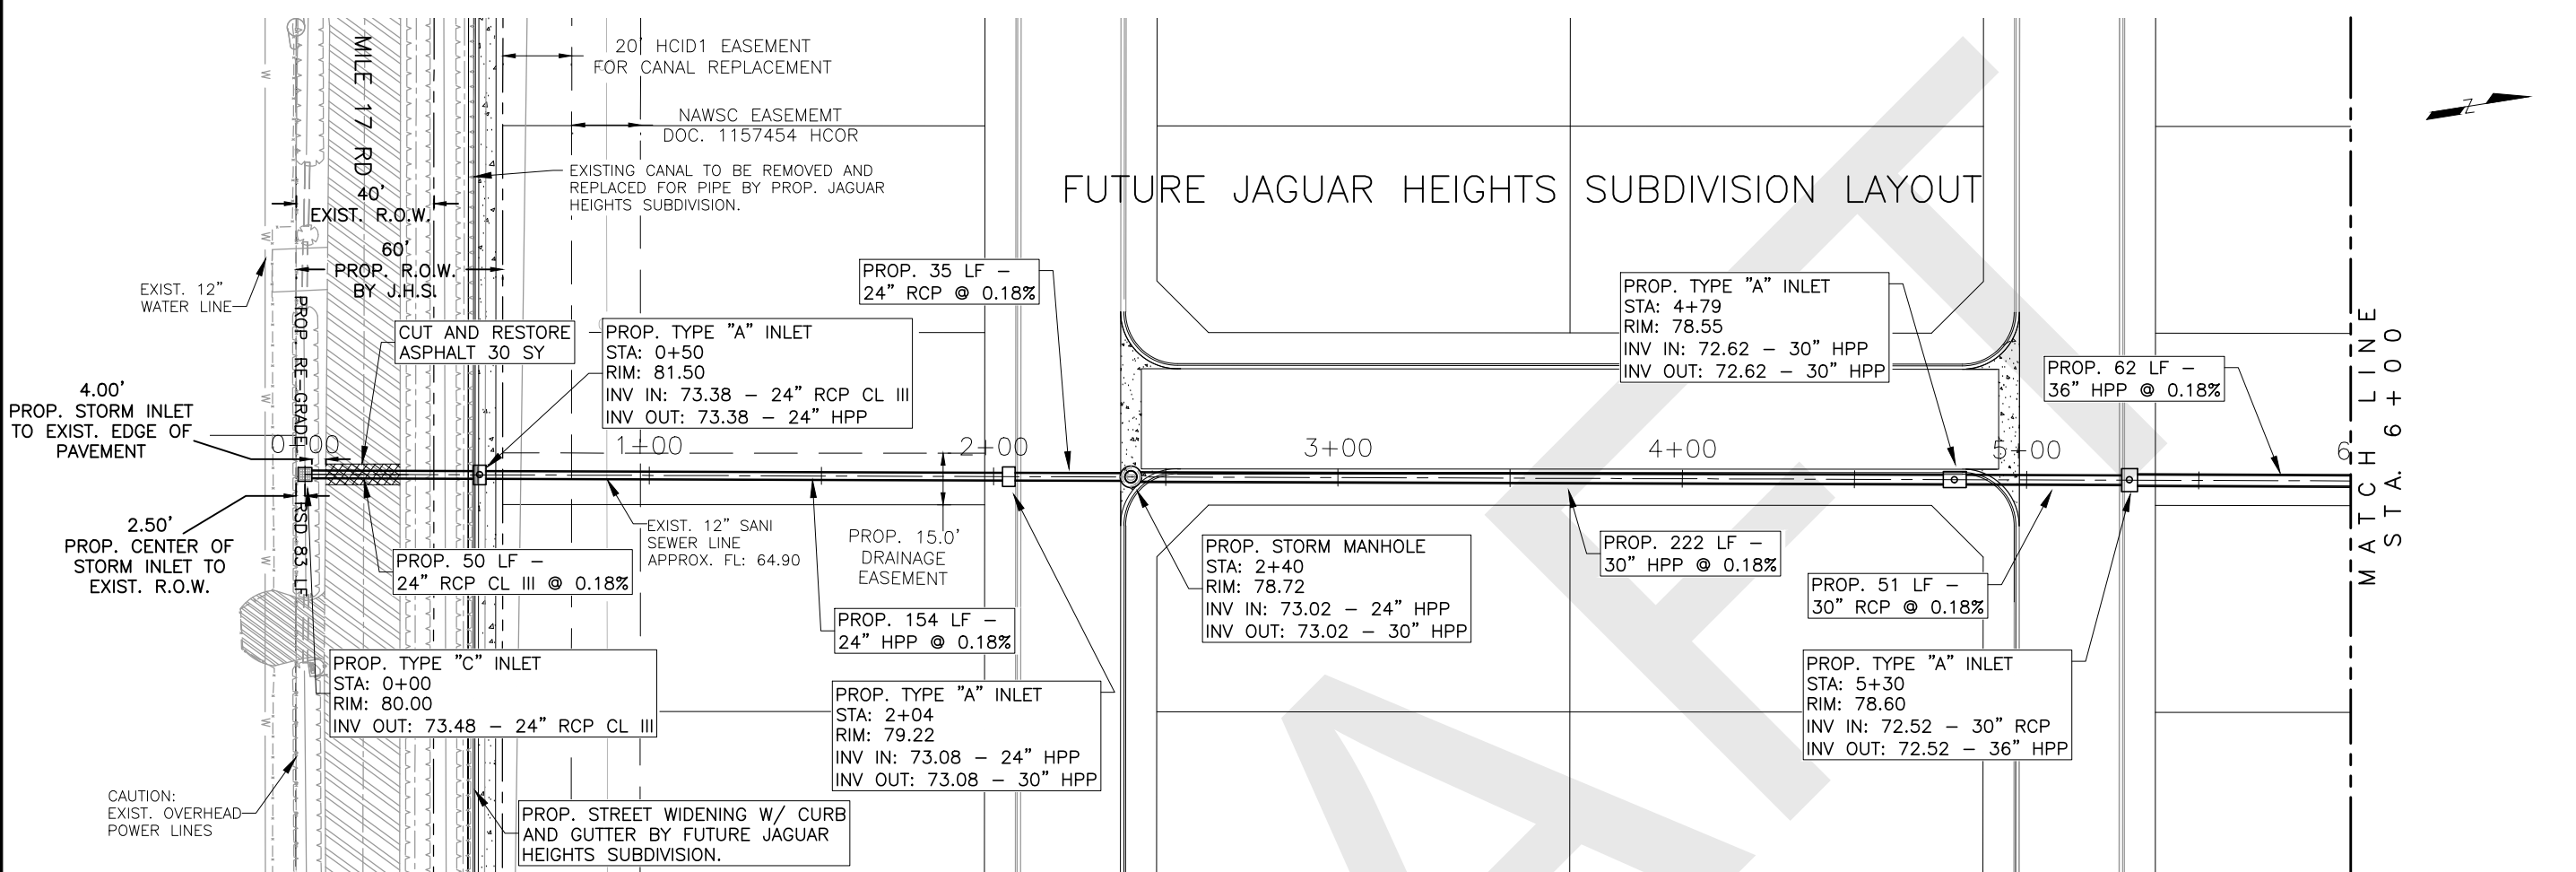 MILE 17 RD
20' HCID1 EASEMENT
FOR CANAL REPLACEMENT
NAWSC EASEMEMT
DOC. 1157454 HCOR
EXISTING CANAL TO BE REMOVED AND
REPLACED FOR PIPE BY PROP. JAGUAR
HEIGHTS SUBDIVISION.
FUTURE JAGUAR HEIGHTS SUBDIVISION LAYOUT
Z
40'
EXIST. R.O.W.
60'
PROP. R.O.W.
BY J.H.S.
EXIST. 12"
WATER LINE
PROP. RE-GRADE
RSD 83 LF
CUT AND RESTORE
ASPHALT 30 SY
PROP. TYPE "A" INLET
STA: 0+50
RIM: 81.50
INV IN: 73.38 – 24" RCP CL III
INV OUT: 73.38 – 24" HPP
PROP. 35 LF –
24" RCP @ 0.18%
PROP. TYPE "A" INLET
STA: 4+79
RIM: 78.55
INV IN: 72.62 – 30" HPP
INV OUT: 72.62 – 30" HPP
PROP. 62 LF –
36" HPP @ 0.18%
MATCH LINE
STA. 6+00
4.00'
PROP. STORM INLET
TO EXIST. EDGE OF
PAVEMENT
0+00
1+00
2+00
3+00
4+00
5+00
6
2.50'
PROP. CENTER OF
STORM INLET TO
EXIST. R.O.W.
PROP. 50 LF –
24" RCP CL III @ 0.18%
EXIST. 12" SANI
SEWER LINE
APPROX. FL: 64.90
PROP. 15.0'
DRAINAGE
EASEMENT
PROP. 154 LF –
24" HPP @ 0.18%
PROP. STORM MANHOLE
STA: 2+40
RIM: 78.72
INV IN: 73.02 – 24" HPP
INV OUT: 73.02 – 30" HPP
PROP. 222 LF –
30" HPP @ 0.18%
PROP. 51 LF –
30" RCP @ 0.18%
PROP. TYPE "C" INLET
STA: 0+00
RIM: 80.00
INV OUT: 73.48 – 24" RCP CL III
PROP. TYPE "A" INLET
STA: 2+04
RIM: 79.22
INV IN: 73.08 – 24" HPP
INV OUT: 73.08 – 30" HPP
PROP. TYPE "A" INLET
STA: 5+30
RIM: 78.60
INV IN: 72.52 – 30" RCP
INV OUT: 72.52 – 36" HPP
CAUTION:
EXIST. OVERHEAD
POWER LINES
PROP. STREET WIDENING W/ CURB
AND GUTTER BY FUTURE JAGUAR
HEIGHTS SUBDIVISION.
AFT